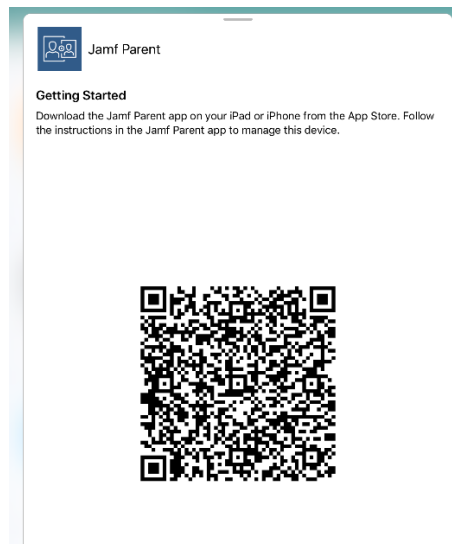 Jamf Parent
Getting Started
Download the Jamf Parent app on your iPad or iPhone from the App Store. Follow
the instructions in the Jamf Parent app to manage this device.